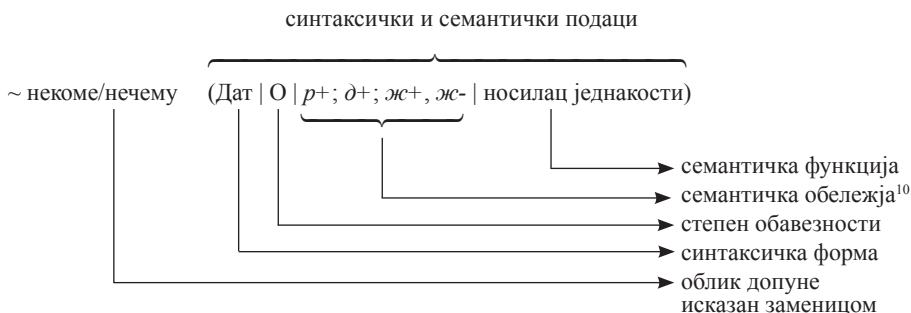 синтаксички и семантички подаци
~ некоме/нечему (Дат | О | р+; д+; ж+, ж- | носилац једнакости)
семантичка функција
семантичка обележја¹⁰
степен обавезности
синтаксичка форма
облик допуне
исказан заменицом